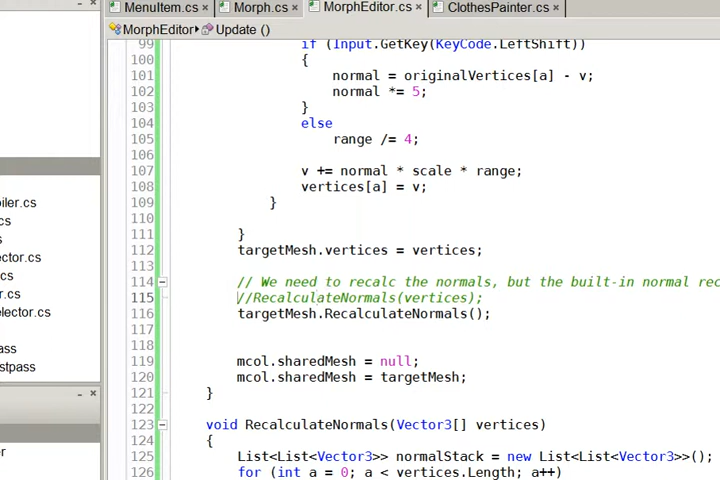 MenuItem.cs × Morph.cs × MorphEditor.cs × ClothesPainter.cs ×
MorphEditor Update ()
99 if (Input.GetKey(KeyCode.LeftShift))
100 {
101 normal = originalVertices[a] - v;
102 normal *= 5;
103 }
104 else
105 range /= 4;
106
107 v += normal * scale * range;
108 vertices[a] = v;
109 }
110
111 }
112 targetMesh.vertices = vertices;
113
114 // We need to recalc the normals, but the built-in normal rec
115 //RecalculateNormals(vertices);
116 targetMesh.RecalculateNormals();
117
118
119 mcol.sharedMesh = null;
120 mcol.sharedMesh = targetMesh;
121 }
122
123 void RecalculateNormals(Vector3[] vertices)
124 {
125 List<List<Vector3>> normalStack = new List<List<Vector3>>();
126 for (int a = 0; a < vertices.Length; a++)
piler.cs
cs
s
ector.cs
cs
r.cs
elector.cs
ass
stpass
er